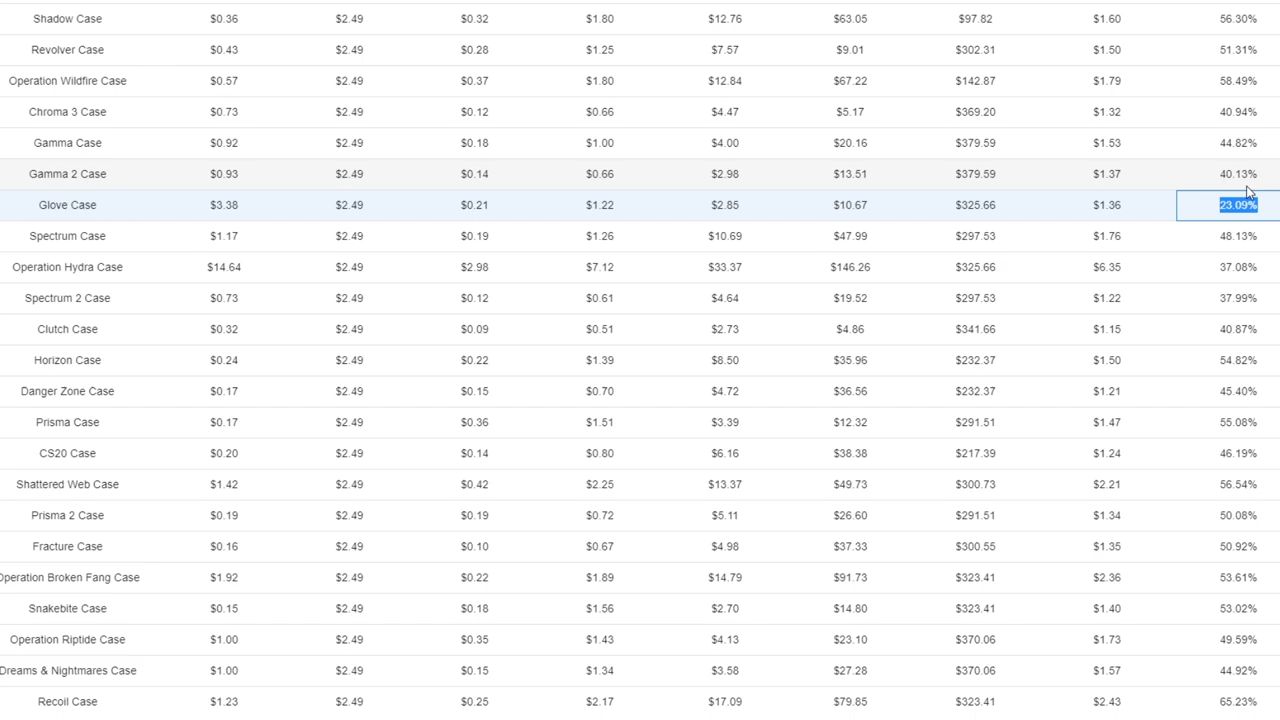 Shadow Case $0.36 $2.49 $0.32 $1.80 $12.76 $63.05 $97.82 $1.60 56.30%
Revolver Case $0.43 $2.49 $0.28 $1.25 $7.57 $9.01 $302.31 $1.50 51.31%
Operation Wildfire Case $0.57 $2.49 $0.37 $1.80 $12.84 $67.22 $142.87 $1.79 58.49%
Chroma 3 Case $0.73 $2.49 $0.12 $0.66 $4.47 $5.17 $369.20 $1.32 40.94%
Gamma Case $0.92 $2.49 $0.18 $1.00 $4.00 $20.16 $379.59 $1.53 44.82%
Gamma 2 Case $0.93 $2.49 $0.14 $0.66 $2.98 $13.51 $379.59 $1.37 40.13%
Glove Case $3.38 $2.49 $0.21 $1.22 $2.85 $10.67 $325.66 $1.36 23.09%
Spectrum Case $1.17 $2.49 $0.19 $1.26 $10.69 $47.99 $297.53 $1.76 48.13%
Operation Hydra Case $14.64 $2.49 $2.98 $7.12 $33.37 $146.26 $325.66 $6.35 37.08%
Spectrum 2 Case $0.73 $2.49 $0.12 $0.61 $4.64 $19.52 $297.53 $1.22 37.99%
Clutch Case $0.32 $2.49 $0.09 $0.51 $2.73 $4.86 $341.66 $1.15 40.87%
Horizon Case $0.24 $2.49 $0.22 $1.39 $8.50 $35.96 $232.37 $1.50 54.82%
Danger Zone Case $0.17 $2.49 $0.15 $0.70 $4.72 $36.56 $232.37 $1.21 45.40%
Prisma Case $0.17 $2.49 $0.36 $1.51 $3.39 $12.32 $291.51 $1.47 55.08%
CS20 Case $0.20 $2.49 $0.14 $0.80 $6.16 $38.38 $217.39 $1.24 46.19%
Shattered Web Case $1.42 $2.49 $0.42 $2.25 $13.37 $49.73 $300.73 $2.21 56.54%
Prisma 2 Case $0.19 $2.49 $0.19 $0.72 $5.11 $26.60 $291.51 $1.34 50.08%
Fracture Case $0.16 $2.49 $0.10 $0.67 $4.98 $37.33 $300.55 $1.35 50.92%
Operation Broken Fang Case $1.92 $2.49 $0.22 $1.89 $14.79 $91.73 $323.41 $2.36 53.61%
Snakebite Case $0.15 $2.49 $0.18 $1.56 $2.70 $14.80 $323.41 $1.40 53.02%
Operation Riptide Case $1.00 $2.49 $0.35 $1.43 $4.13 $23.10 $370.06 $1.73 49.59%
Dreams & Nightmares Case $1.00 $2.49 $0.15 $1.34 $3.58 $27.28 $370.06 $1.57 44.92%
Recoil Case $1.23 $2.49 $0.25 $2.17 $17.09 $79.85 $323.41 $2.43 65.23%